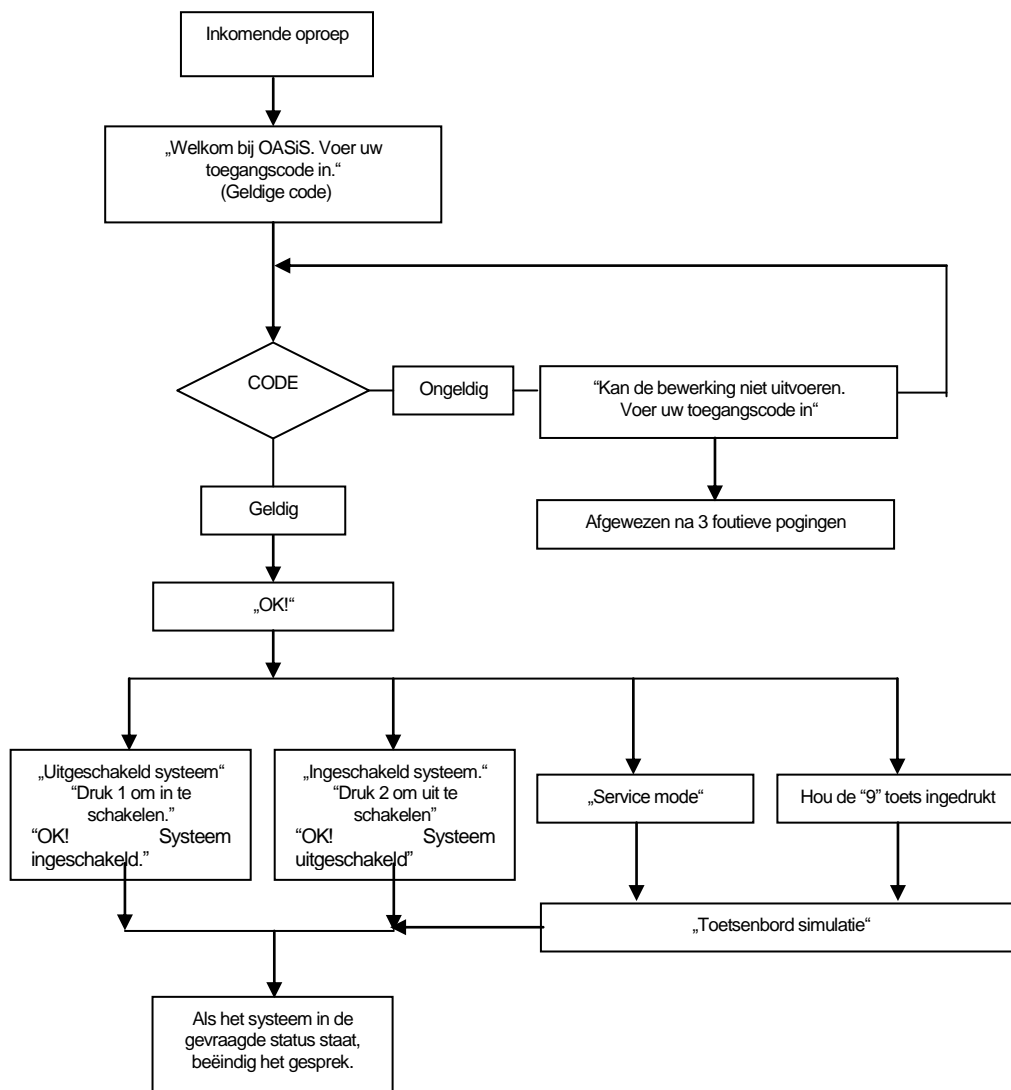 Inkomende oproep
„Welkom bij OASiS. Voer uw
toegangscode in.“
(Geldige code)
CODE
Ongeldig
“Kan de bewerking niet uitvoeren.
Voer uw toegangscode in“
Geldig
Afgewezen na 3 foutieve pogingen
„OK!“
„Uitgeschakeld systeem“
“Druk 1 om in te
schakelen.”
“OK! Systeem
ingeschakeld.”
„Ingeschakeld systeem.“
“Druk 2 om uit te
schakelen”
“OK! Systeem
uitgeschakeld”
„Service mode“
Hou de “9” toets ingedrukt
„Toetsenbord simulatie“
Als het systeem in de
gevraagde status staat,
beëindig het gesprek.